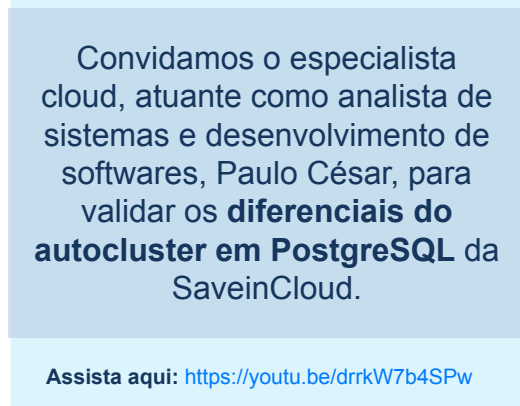 Convidamos o especialista
cloud, atuante como analista de
sistemas e desenvolvimento de
softwares, Paulo César, para
validar os diferenciais do
autocluster em PostgreSQL da
SaveinCloud.
Assista aqui: https://youtu.be/drrkW7b4SPw